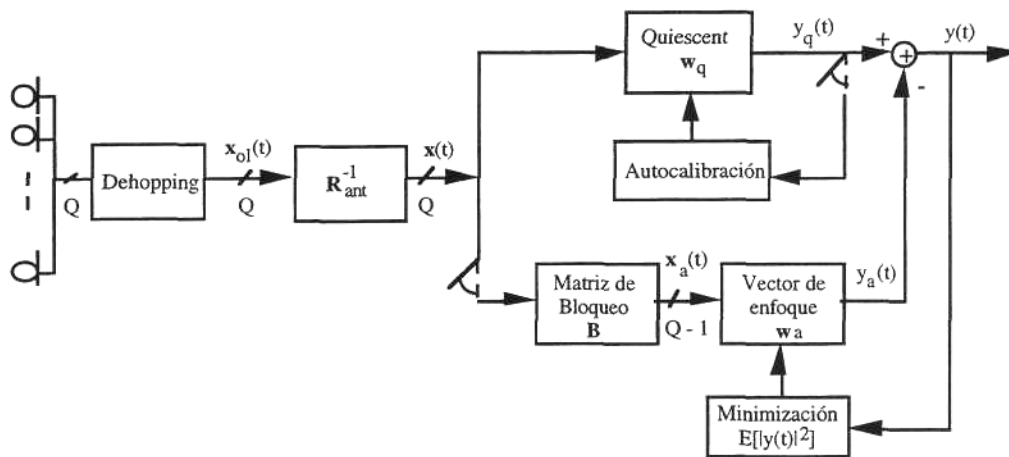 Quiescent
w_q
y_q(t)
+
+
y(t)
-
Autocalibración
Q
Dehopping
x_ol(t)
Q
R_ant^-1
x(t)
Q
Matriz de
Bloqueo
B
x_a(t)
Q - 1
Vector de
enfoque
wa
y_a(t)
Minimización
E[|y(t)|^2]